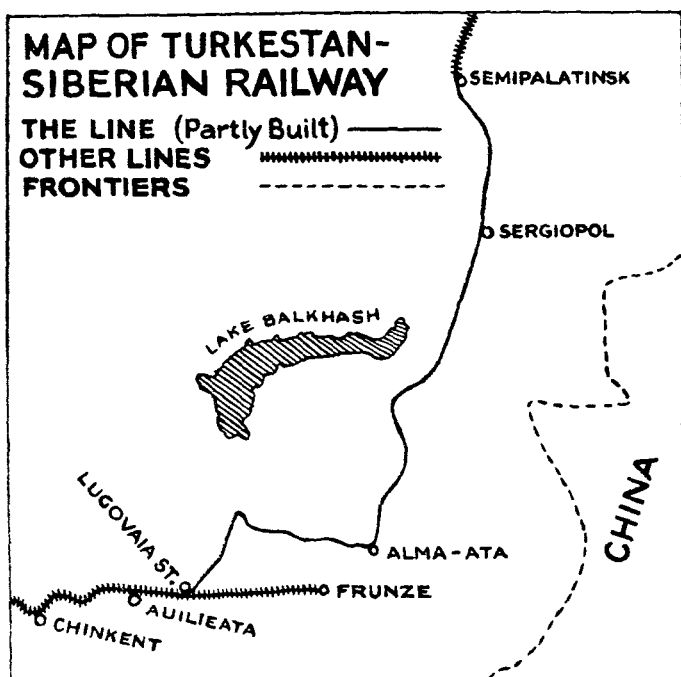 MAP OF TURKESTAN-
SIBERIAN RAILWAY
THE LINE (Partly Built)
OTHER LINES
FRONTIERS
SEMIPALATINSK
SERGIOPOL
LAKE BALKHASH
CHINA
LUGOVAIA ST.
ALMA-ATA
FRUNZE
AUILIEATA
CHINKENT